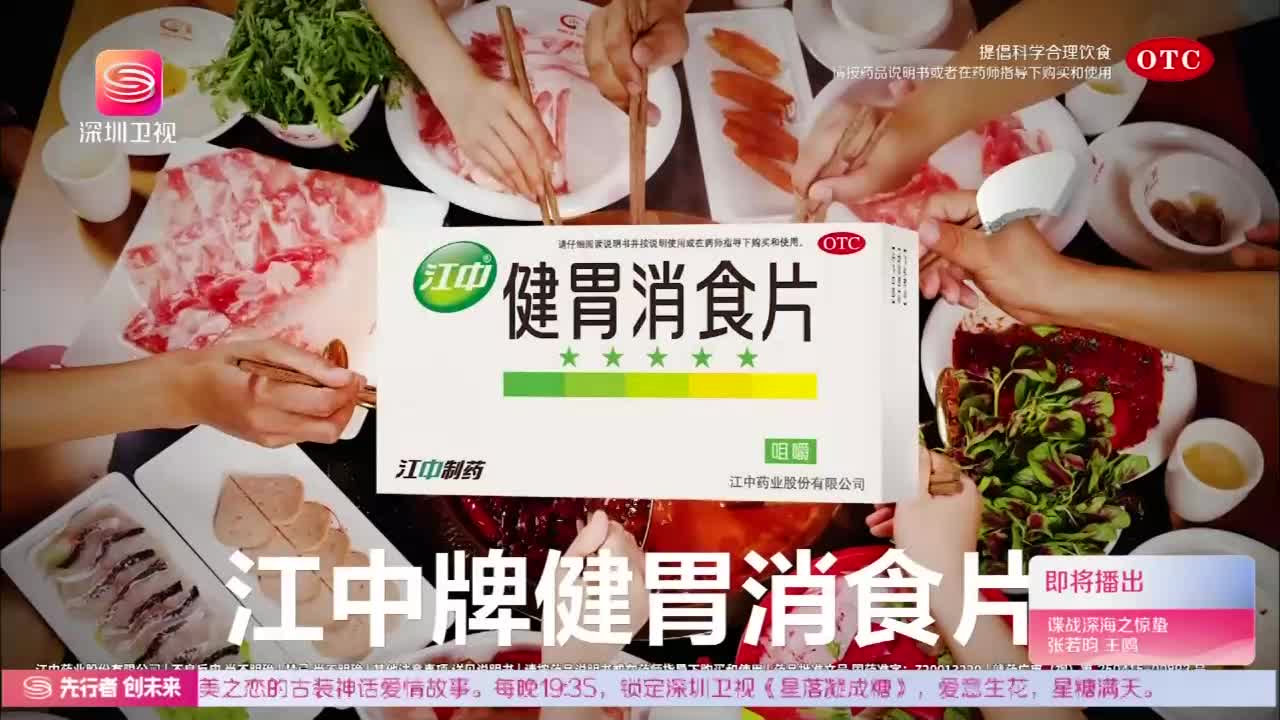 深圳卫视
提倡科学合理饮食
请按药品说明书或者在药师指导下购买和使用
OTC
请仔细阅读说明书并按说明使用或在药师指导下购买和使用。
OTC
江中®
健胃消食片
咀嚼
江中制药
江中药业股份有限公司
江中牌健胃消食片
即将播出
谍战深海之惊蛰
张若昀 王鸥
先行者 创未来
美之恋的古装神话爱情故事。每晚19:35，锁定深圳卫视《星落凝成糖》，爱意生花，星糖满天。